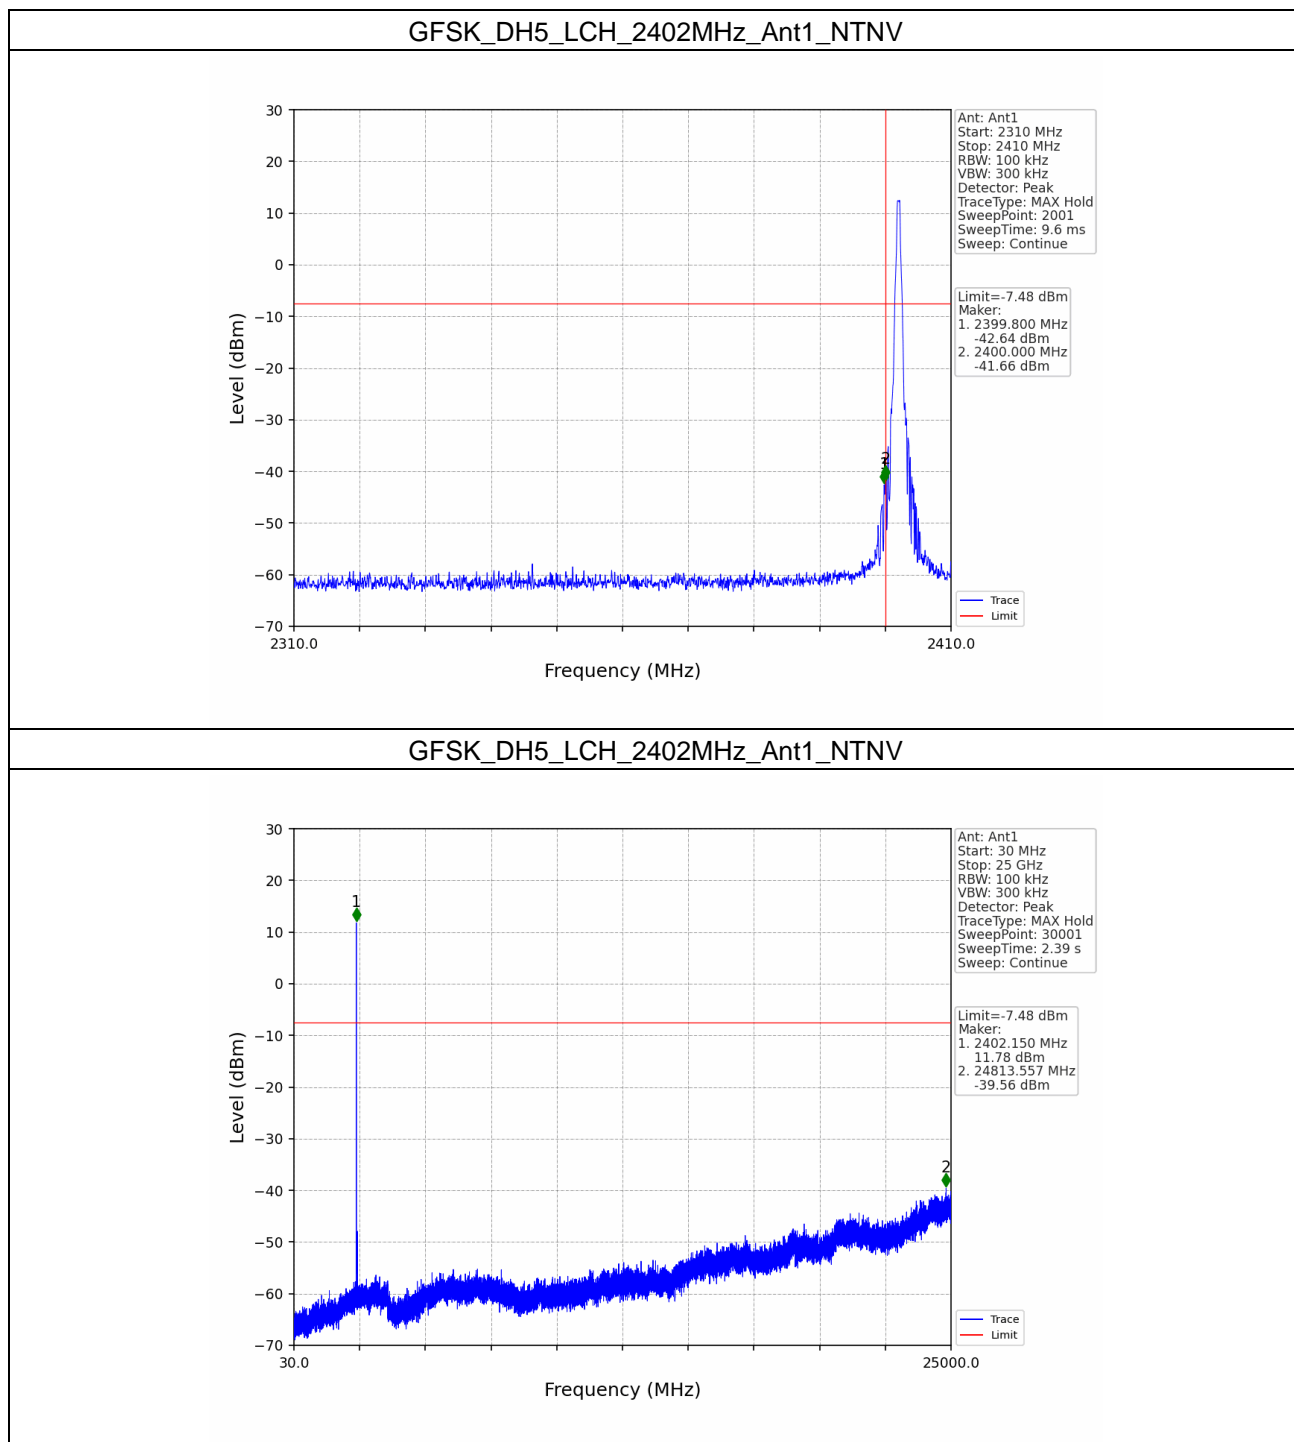 GFSK_DH5_LCH_2402MHz_Ant1_NTNV
30
20
10
0
−10
−20
−30
−40
−50
−60
−70
Level (dBm)
2310.0
2410.0
Frequency (MHz)
1
2
Ant: Ant1
Start: 2310 MHz
Stop: 2410 MHz
RBW: 100 kHz
VBW: 300 kHz
Detector: Peak
TraceType: MAX Hold
SweepPoint: 2001
SweepTime: 9.6 ms
Sweep: Continue
Limit=-7.48 dBm
Maker:
1. 2399.800 MHz
-42.64 dBm
2. 2400.000 MHz
-41.66 dBm
Trace
Limit
GFSK_DH5_LCH_2402MHz_Ant1_NTNV
30
20
10
0
−10
−20
−30
−40
−50
−60
−70
Level (dBm)
30.0
25000.0
Frequency (MHz)
1
2
Ant: Ant1
Start: 30 MHz
Stop: 25 GHz
RBW: 100 kHz
VBW: 300 kHz
Detector: Peak
TraceType: MAX Hold
SweepPoint: 30001
SweepTime: 2.39 s
Sweep: Continue
Limit=-7.48 dBm
Maker:
1. 2402.150 MHz
11.78 dBm
2. 24813.557 MHz
-39.56 dBm
Trace
Limit